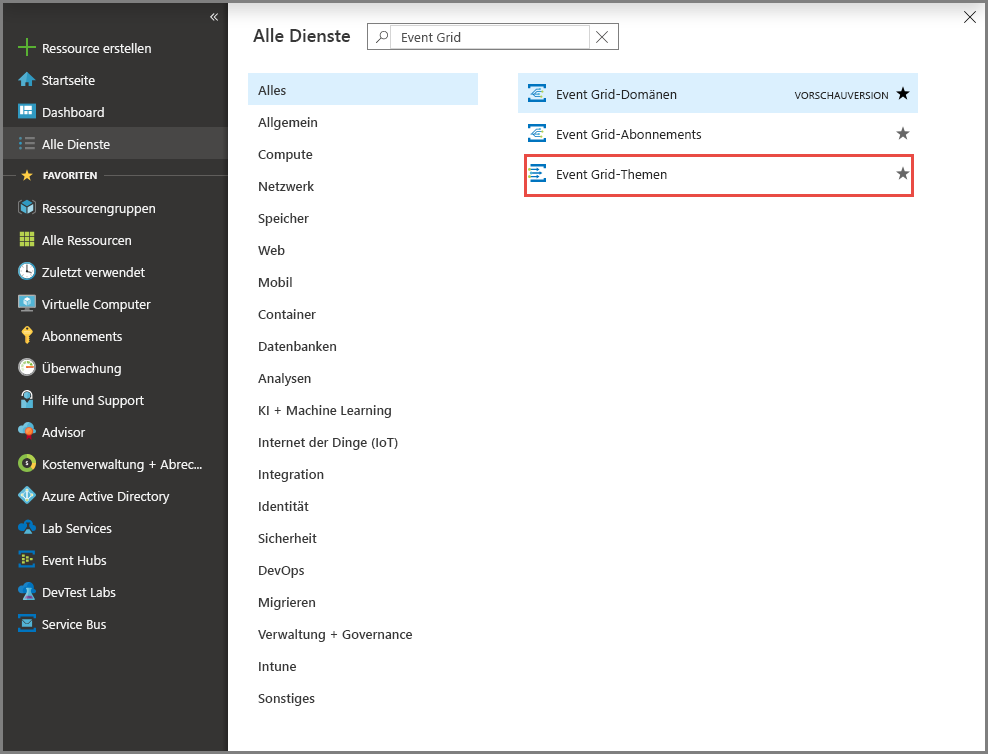 «
Ressource erstellen
Startseite
Dashboard
Alle Dienste
FAVORITEN
Ressourcengruppen
Alle Ressourcen
Zuletzt verwendet
Virtuelle Computer
Abonnements
Überwachung
Hilfe und Support
Advisor
Kostenverwaltung + Abrec...
Azure Active Directory
Lab Services
Event Hubs
DevTest Labs
Service Bus
Alle Dienste
Event Grid
Alles
Allgemein
Compute
Netzwerk
Speicher
Web
Mobil
Container
Datenbanken
Analysen
KI + Machine Learning
Internet der Dinge (IoT)
Integration
Identität
Sicherheit
DevOps
Migrieren
Verwaltung + Governance
Intune
Sonstiges
Event Grid-Domänen VORSCHAUVERSION
Event Grid-Abonnements
Event Grid-Themen